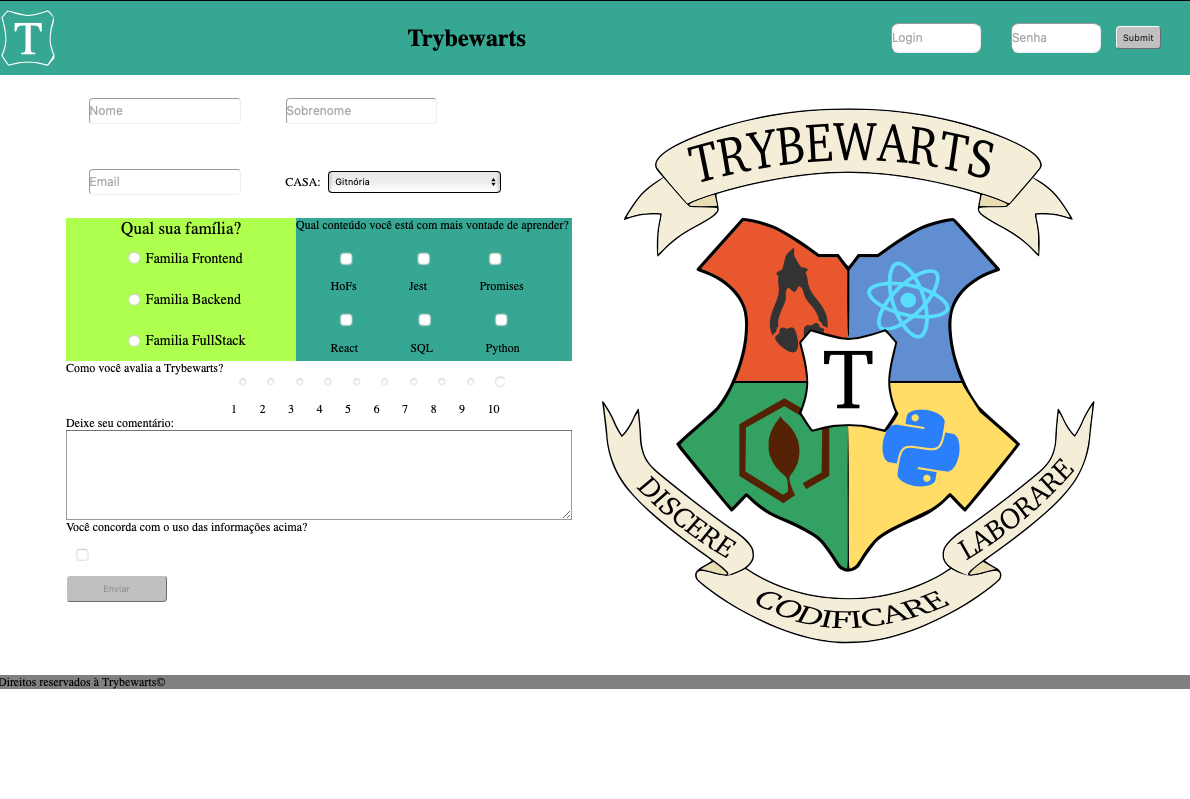 T
Trybewarts
Login
Senha
Submit
Nome
Sobrenome
Email
CASA: Gitnória
Qual sua família?
Familia Frontend
Familia Backend
Familia FullStack
Qual conteúdo você está com mais vontade de aprender?
HoFs Jest Promises
React SQL Python
Como você avalia a Trybewarts?
1 2 3 4 5 6 7 8 9 10
Deixe seu comentário:
Você concorda com o uso das informações acima?
Enviar
TRYBEWARTS
T
DISCERE
CODIFICARE
LABORARE
Direitos reservados à Trybewarts©